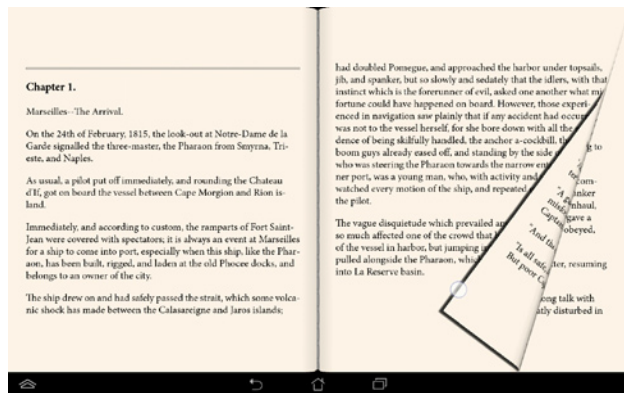 Chapter 1.
Marseilles--The Arrival.
On the 24th of February, 1815, the look-out at Notre-Dame de la
Garde signalled the three-master, the Pharaon from Smyrna, Tri-
este, and Naples.
As usual, a pilot put off immediately, and rounding the Chateau
d'If, got on board the vessel between Cape Morgion and Rion is-
land.
Immediately, and according to custom, the ramparts of Fort Saint-
Jean were covered with spectators; it is always an event at Marseilles
for a ship to come into port, especially when this ship, like the Phar-
aon, has been built, rigged, and laden at the old Phocee docks, and
belongs to an owner of the city.
The ship drew on and had safely passed the strait, which some volca-
nic shock has made between the Calasareigne and Jaros islands;
had doubled Pomegue, and approached the harbor under topsails,
jib, and spanker, but so slowly and sedately that the idlers, with that
instinct which is the forerunner of evil, asked one another what
fortune could have happened on board. However, those experi-
enced in navigation saw plainly that if any accident had
was not to the vessel herself, for she bore down with all the
dence of being skilfully handled, the anchor a-cockbill, the
boom guys already eased off, and standing by the side to
who was steering the Pharaon towards the narrow
ner port, was a young man, who, with activity and com-
watched every motion of the ship, and repeated
the pilot.
obeyed,
The vague disquietude which prevailed
so much affected one of the crowd that
of the vessel in harbor, but jumping
pulled alongside the Pharaon, resuming
into La Reserve basin.
long talk with
disturbed in
"A
"And the
"Is all safe
But poor